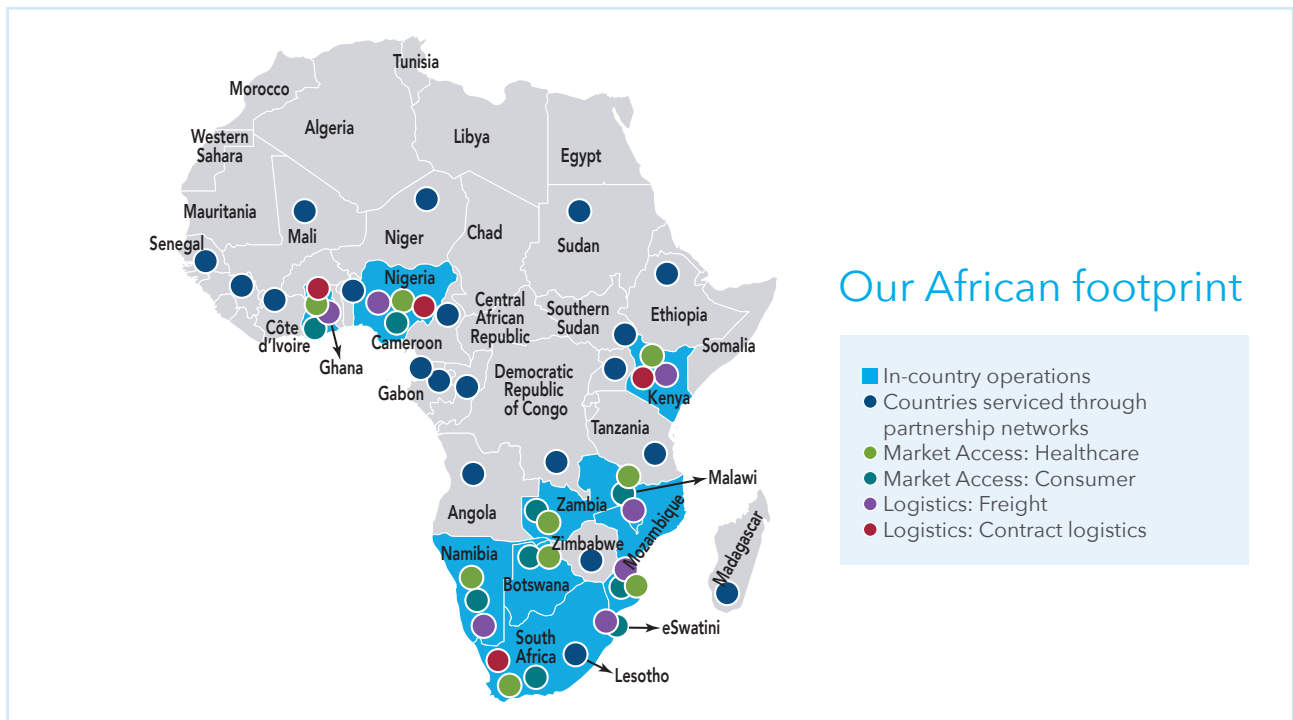 Tunisia
Morocco
Algeria
Libya
Western
Sahara
Egypt
Mauritania
Mali
Niger
Chad
Sudan
Senegal
Nigeria
Central
African
Republic
Southern
Sudan
Ethiopia
Somalia
Côte
d'Ivoire
Cameroon
Ghana
Gabon
Democratic
Republic
of Congo
Kenya
Tanzania
Malawi
Angola
Zambia
Mozambique
Zimbabwe
Madagascar
Namibia
Botswana
eSwatini
South
Africa
Lesotho
Our African footprint
In-country operations
Countries serviced through
partnership networks
Market Access: Healthcare
Market Access: Consumer
Logistics: Freight
Logistics: Contract logistics